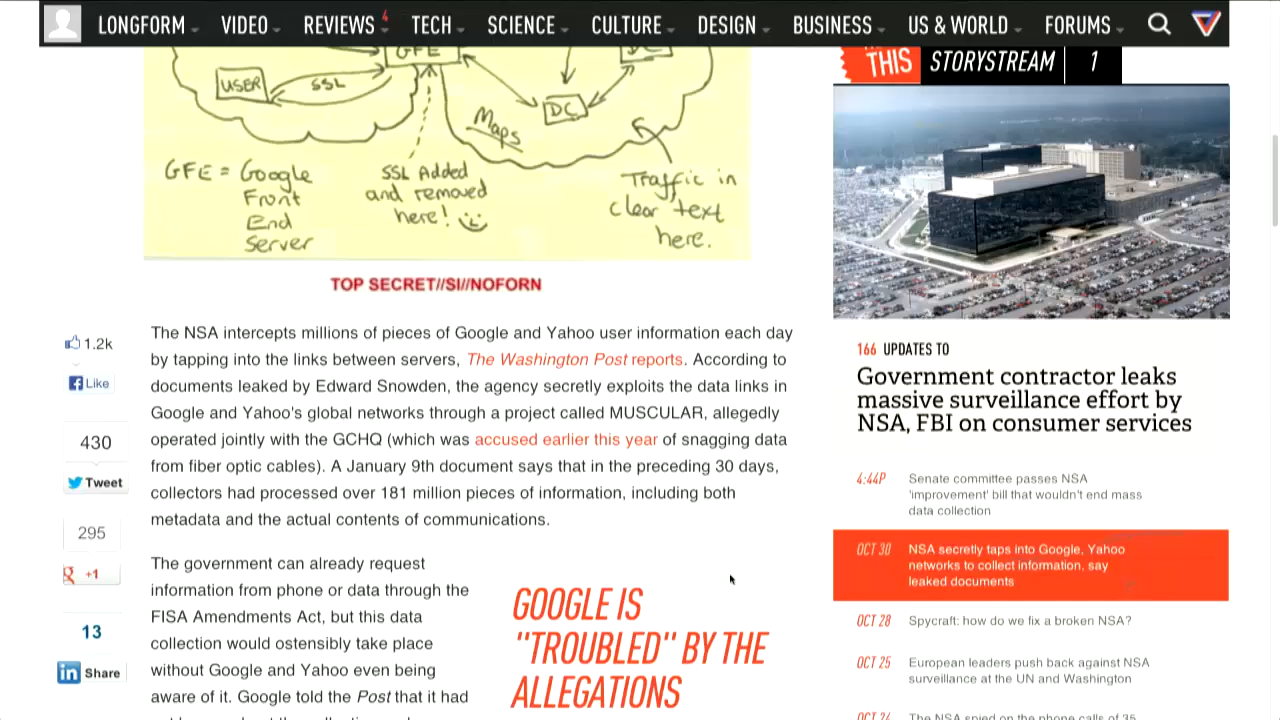 LONGFORM
VIDEO
REVIEWS 4
TECH
SCIENCE
CULTURE
DESIGN
BUSINESS
US & WORLD
FORUMS
GFE
USER
SSL
DC
Maps
GFE = Google
Front
End
Server
SSL Added
and removed
here!
Traffic in
clear text
here.
TOP SECRET//SI//NOFORN
1.2k
Like
430
Tweet
295
+1
13
in Share
The NSA intercepts millions of pieces of Google and Yahoo user information each day
by tapping into the links between servers, The Washington Post reports. According to
documents leaked by Edward Snowden, the agency secretly exploits the data links in
Google and Yahoo's global networks through a project called MUSCULAR, allegedly
operated jointly with the GCHQ (which was accused earlier this year of snagging data
from fiber optic cables). A January 9th document says that in the preceding 30 days,
collectors had processed over 181 million pieces of information, including both
metadata and the actual contents of communications.
The government can already request
information from phone or data through the
FISA Amendments Act, but this data
collection would ostensibly take place
without Google and Yahoo even being
aware of it. Google told the Post that it had
GOOGLE IS
"TROUBLED" BY THE
ALLEGATIONS
THIS
STORYSTREAM
1
166 UPDATES TO
Government contractor leaks
massive surveillance effort by
NSA, FBI on consumer services
4:44P
Senate committee passes NSA
'improvement' bill that wouldn't end mass
data collection
OCT 30
NSA secretly taps into Google, Yahoo
networks to collect information, say
leaked documents
OCT 28
Spycraft: how do we fix a broken NSA?
OCT 25
European leaders push back against NSA
surveillance at the UN and Washington
OCT 24
The NSA spied on the phone calls of 35